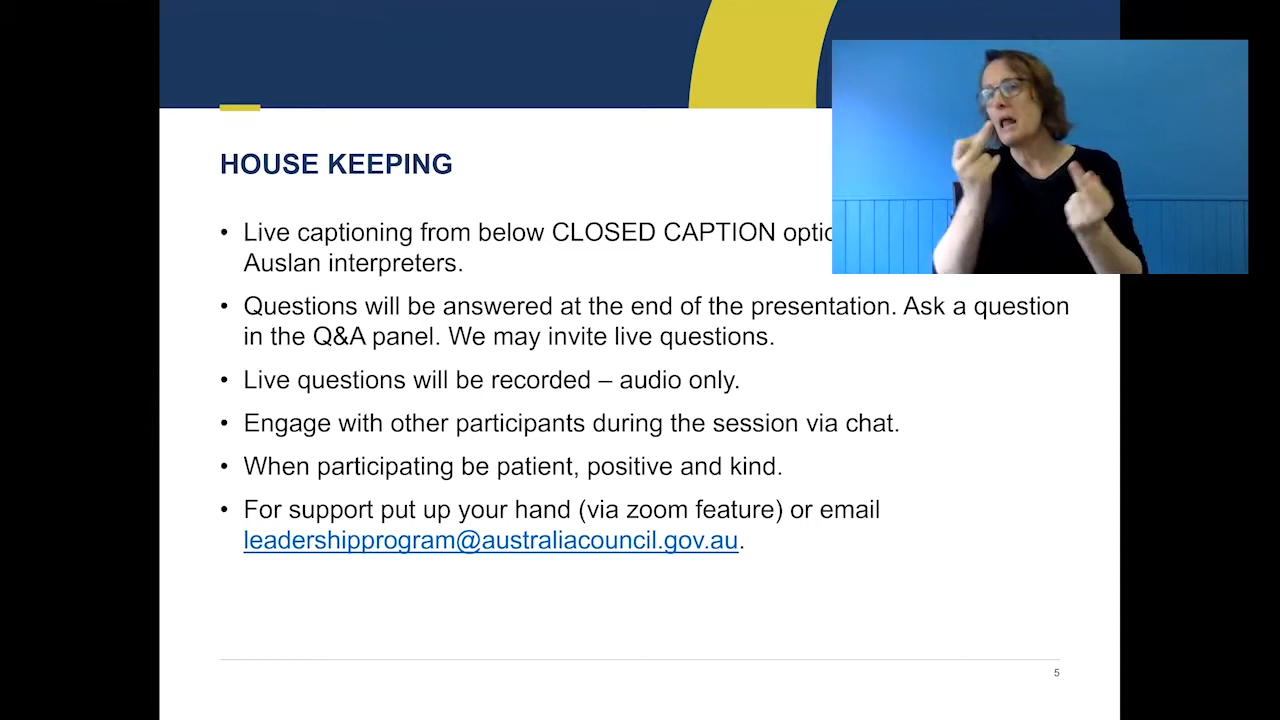 HOUSE KEEPING
• Live captioning from below CLOSED CAPTION
Auslan interpreters.
• Questions will be answered at the end of the presentation. Ask a question
in the Q&A panel. We may invite live questions.
• Live questions will be recorded – audio only.
• Engage with other participants during the session via chat.
• When participating be patient, positive and kind.
• For support put up your hand (via zoom feature) or email
leadershipprogram@australiacouncil.gov.au.
5